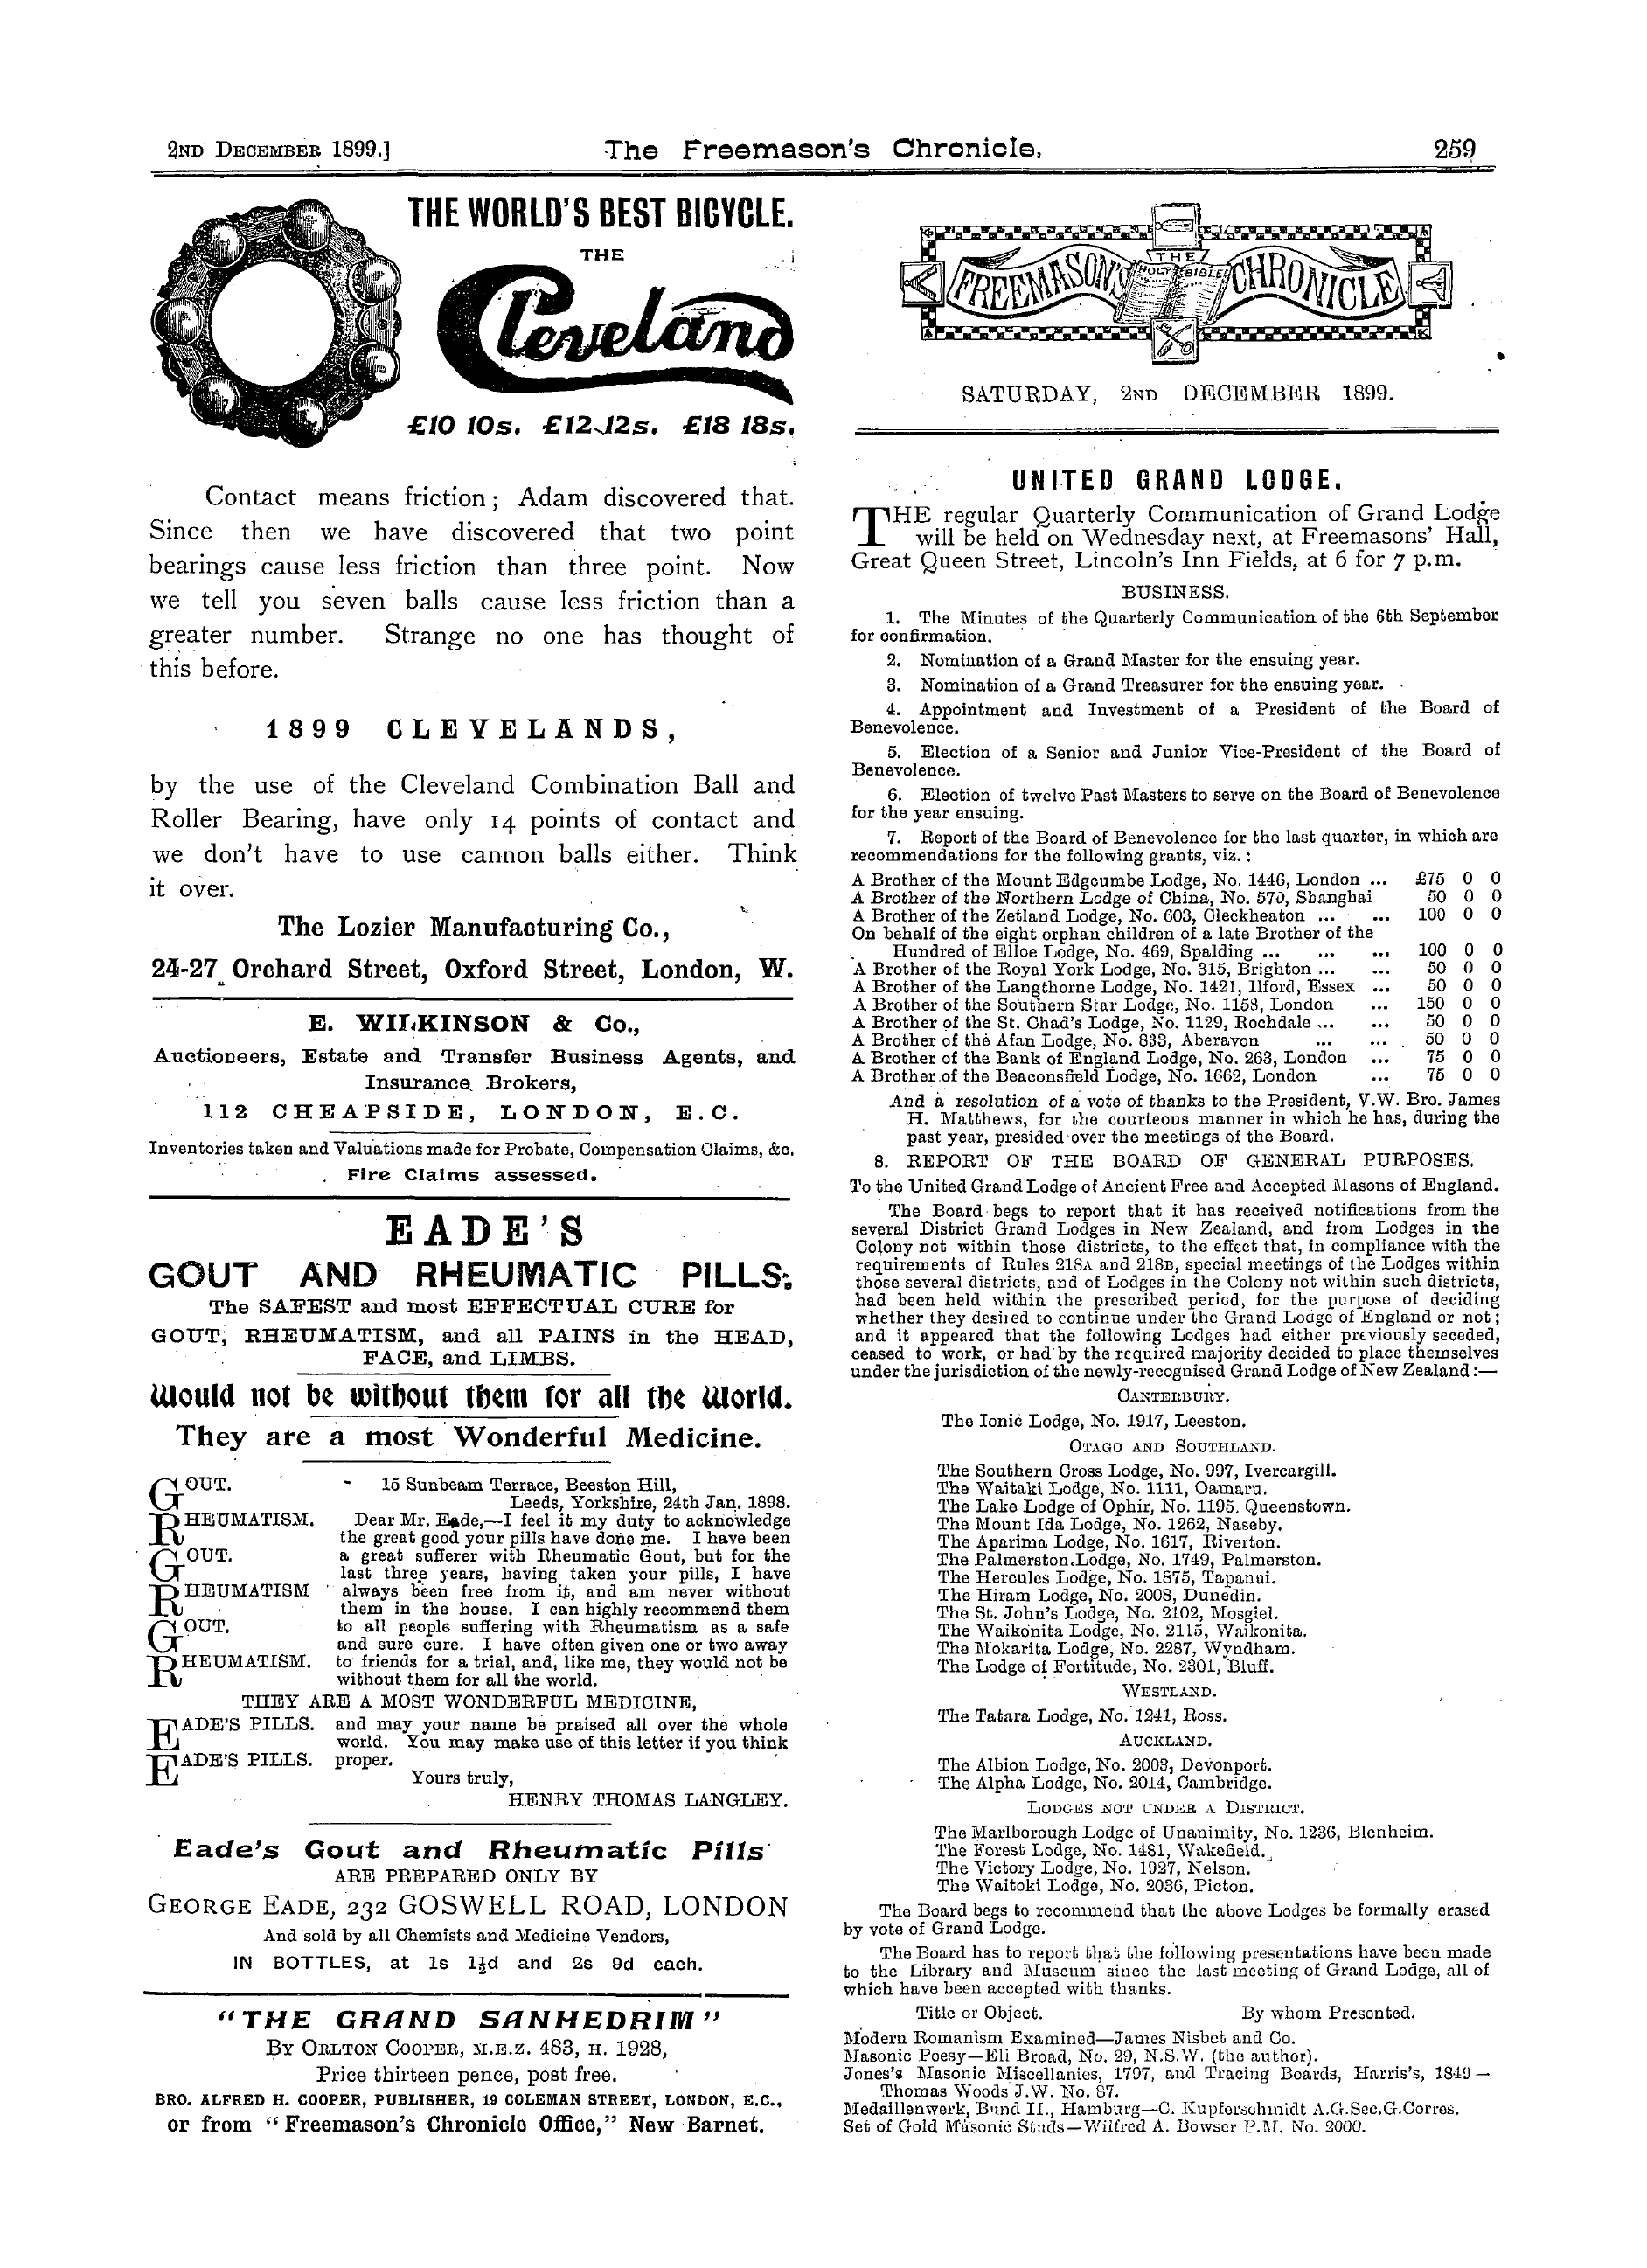 2ND DECEMBER 1899.]
The Freemason's Chronicle.
259
THE WORLD'S BEST BICYCLE.
THE
Cleveland
£10 10s. £12 12s. £18 18s.
Contact means friction; Adam discovered that.
Since then we have discovered that two point
bearings cause less friction than three point. Now
we tell you seven balls cause less friction than a
greater number. Strange no one has thought of
this before.
1899 CLEVELANDS,
by the use of the Cleveland Combination Ball and
Roller Bearing, have only 14 points of contact and
we don't have to use cannon balls either. Think
it over.
The Lozier Manufacturing Co.,
24-27 Orchard Street, Oxford Street, London, W.
E. WILKINSON & Co.,
Auctioneers, Estate and Transfer Business Agents, and
Insurance Brokers,
112 CHEAPSIDE, LONDON, E.C.
Inventories taken and Valuations made for Probate, Compensation Claims, &c.
Fire Claims assessed.
EADE'S
GOUT AND RHEUMATIC PILLS.
The SAFEST and most EFFECTUAL CURE for
GOUT, RHEUMATISM, and all PAINS in the HEAD,
FACE, and LIMBS.
Would not be without them for all the World.
They are a most Wonderful Medicine.
GOUT. 15 Sunbeam Terrace, Beeston Hill,
Leeds, Yorkshire, 24th Jan. 1898.
RHEUMATISM. Dear Mr. Eade,—I feel it my duty to acknowledge
the great good your pills have done me. I have been
GOUT. a great sufferer with Rheumatic Gout, but for the
last three years, having taken your pills, I have
RHEUMATISM always been free from it, and am never without
them in the house. I can highly recommend them
GOUT. to all people suffering with Rheumatism as a safe
and sure cure. I have often given one or two away
RHEUMATISM. to friends for a trial, and, like me, they would not be
without them for all the world.
THEY ARE A MOST WONDERFUL MEDICINE,
EADE'S PILLS. and may your name be praised all over the whole
world. You may make use of this letter if you think
EADE'S PILLS. proper.
Yours truly,
HENRY THOMAS LANGLEY.
Eade's Gout and Rheumatic Pills
ARE PREPARED ONLY BY
GEORGE EADE, 232 GOSWELL ROAD, LONDON
And sold by all Chemists and Medicine Vendors,
IN BOTTLES, at 1s 1½d and 2s 9d each.
"THE GRAND SANHEDRIM"
BY ORLTON COOPER, M.E.Z. 483, H. 1928,
Price thirteen pence, post free.
BRO. ALFRED H. COOPER, PUBLISHER, 19 COLEMAN STREET, LONDON, E.C.,
or from "Freemason's Chronicle Office," New Barnet.
THE
FREEMASON'S CHRONICLE
HOLY BIBLE
SATURDAY, 2ND DECEMBER 1899.
UNITED GRAND LODGE.
THE regular Quarterly Communication of Grand Lodge
will be held on Wednesday next, at Freemasons' Hall,
Great Queen Street, Lincoln's Inn Fields, at 6 for 7 p.m.
BUSINESS.
1. The Minutes of the Quarterly Communication of the 6th September
for confirmation.
2. Nomination of a Grand Master for the ensuing year.
3. Nomination of a Grand Treasurer for the ensuing year.
4. Appointment and Investment of a President of the Board of
Benevolence.
5. Election of a Senior and Junior Vice-President of the Board of
Benevolence.
6. Election of twelve Past Masters to serve on the Board of Benevolence
for the year ensuing.
7. Report of the Board of Benevolence for the last quarter, in which are
recommendations for the following grants, viz.:
A Brother of the Mount Edgcumbe Lodge, No. 1446, London ... £75 0 0
A Brother of the Northern Lodge of China, No. 570, Shanghai 50 0 0
A Brother of the Zetland Lodge, No. 603, Cleckheaton ... ... 100 0 0
On behalf of the eight orphan children of a late Brother of the
Hundred of Elloe Lodge, No. 469, Spalding ... ... ... 100 0 0
A Brother of the Royal York Lodge, No. 315, Brighton ... ... 50 0 0
A Brother of the Langthorne Lodge, No. 1421, Ilford, Essex ... 50 0 0
A Brother of the Southern Star Lodge, No. 1158, London ... 150 0 0
A Brother of the St. Chad's Lodge, No. 1129, Rochdale ... ... 50 0 0
A Brother of the Afan Lodge, No. 833, Aberavon ... ... 50 0 0
A Brother of the Bank of England Lodge, No. 263, London ... 75 0 0
A Brother of the Beaconsfield Lodge, No. 1662, London ... 75 0 0
And a resolution of a vote of thanks to the President, V.W. Bro. James
H. Matthews, for the courteous manner in which he has, during the
past year, presided over the meetings of the Board.
8. REPORT OF THE BOARD OF GENERAL PURPOSES.
To the United Grand Lodge of Ancient Free and Accepted Masons of England.
The Board begs to report that it has received notifications from the
several District Grand Lodges in New Zealand, and from Lodges in the
Colony not within those districts, to the effect that, in compliance with the
requirements of Rules 218A and 218B, special meetings of the Lodges within
those several districts, and of Lodges in the Colony not within such districts,
had been held within the prescribed period, for the purpose of deciding
whether they desired to continue under the Grand Lodge of England or not;
and it appeared that the following Lodges had either previously seceded,
ceased to work, or had by the required majority decided to place themselves
under the jurisdiction of the newly-recognised Grand Lodge of New Zealand:—
CANTERBURY.
The Ionic Lodge, No. 1917, Leeston.
OTAGO AND SOUTHLAND.
The Southern Cross Lodge, No. 997, Ivercargill.
The Waitaki Lodge, No. 1111, Oamaru.
The Lake Lodge of Ophir, No. 1195, Queenstown.
The Mount Ida Lodge, No. 1262, Naseby.
The Aparima Lodge, No. 1617, Riverton.
The Palmerston Lodge, No. 1749, Palmerston.
The Hercules Lodge, No. 1875, Tapanui.
The Hiram Lodge, No. 2008, Dunedin.
The St. John's Lodge, No. 2102, Mosgiel.
The Waikonita Lodge, No. 2115, Waikonita.
The Mokarita Lodge, No. 2287, Wyndham.
The Lodge of Fortitude, No. 2301, Bluff.
WESTLAND.
The Tatara Lodge, No. 1241, Ross.
AUCKLAND.
The Albion Lodge, No. 2003, Devonport.
The Alpha Lodge, No. 2014, Cambridge.
LODGES NOT UNDER A DISTRICT.
The Marlborough Lodge of Unanimity, No. 1236, Blenheim.
The Forest Lodge, No. 1481, Wakefield.
The Victory Lodge, No. 1927, Nelson.
The Waitoki Lodge, No. 2036, Picton.
The Board begs to recommend that the above Lodges be formally erased
by vote of Grand Lodge.
The Board has to report that the following presentations have been made
to the Library and Museum since the last meeting of Grand Lodge, all of
which have been accepted with thanks.
Title or Object. By whom Presented.
Modern Romanism Examined—James Nisbet and Co.
Masonic Poesy—Eli Broad, No. 29, N.S.W. (the author).
Jones's Masonic Miscellanies, 1797, and Tracing Boards, Harris's, 1849—
Thomas Woods J.W. No. 87.
Medaillenwerk, Bund II., Hamburg—C. Kupferschmidt A.G.Sec.G.Corres.
Set of Gold Masonic Studs—Wilfred A. Bowser P.M. No. 2000.